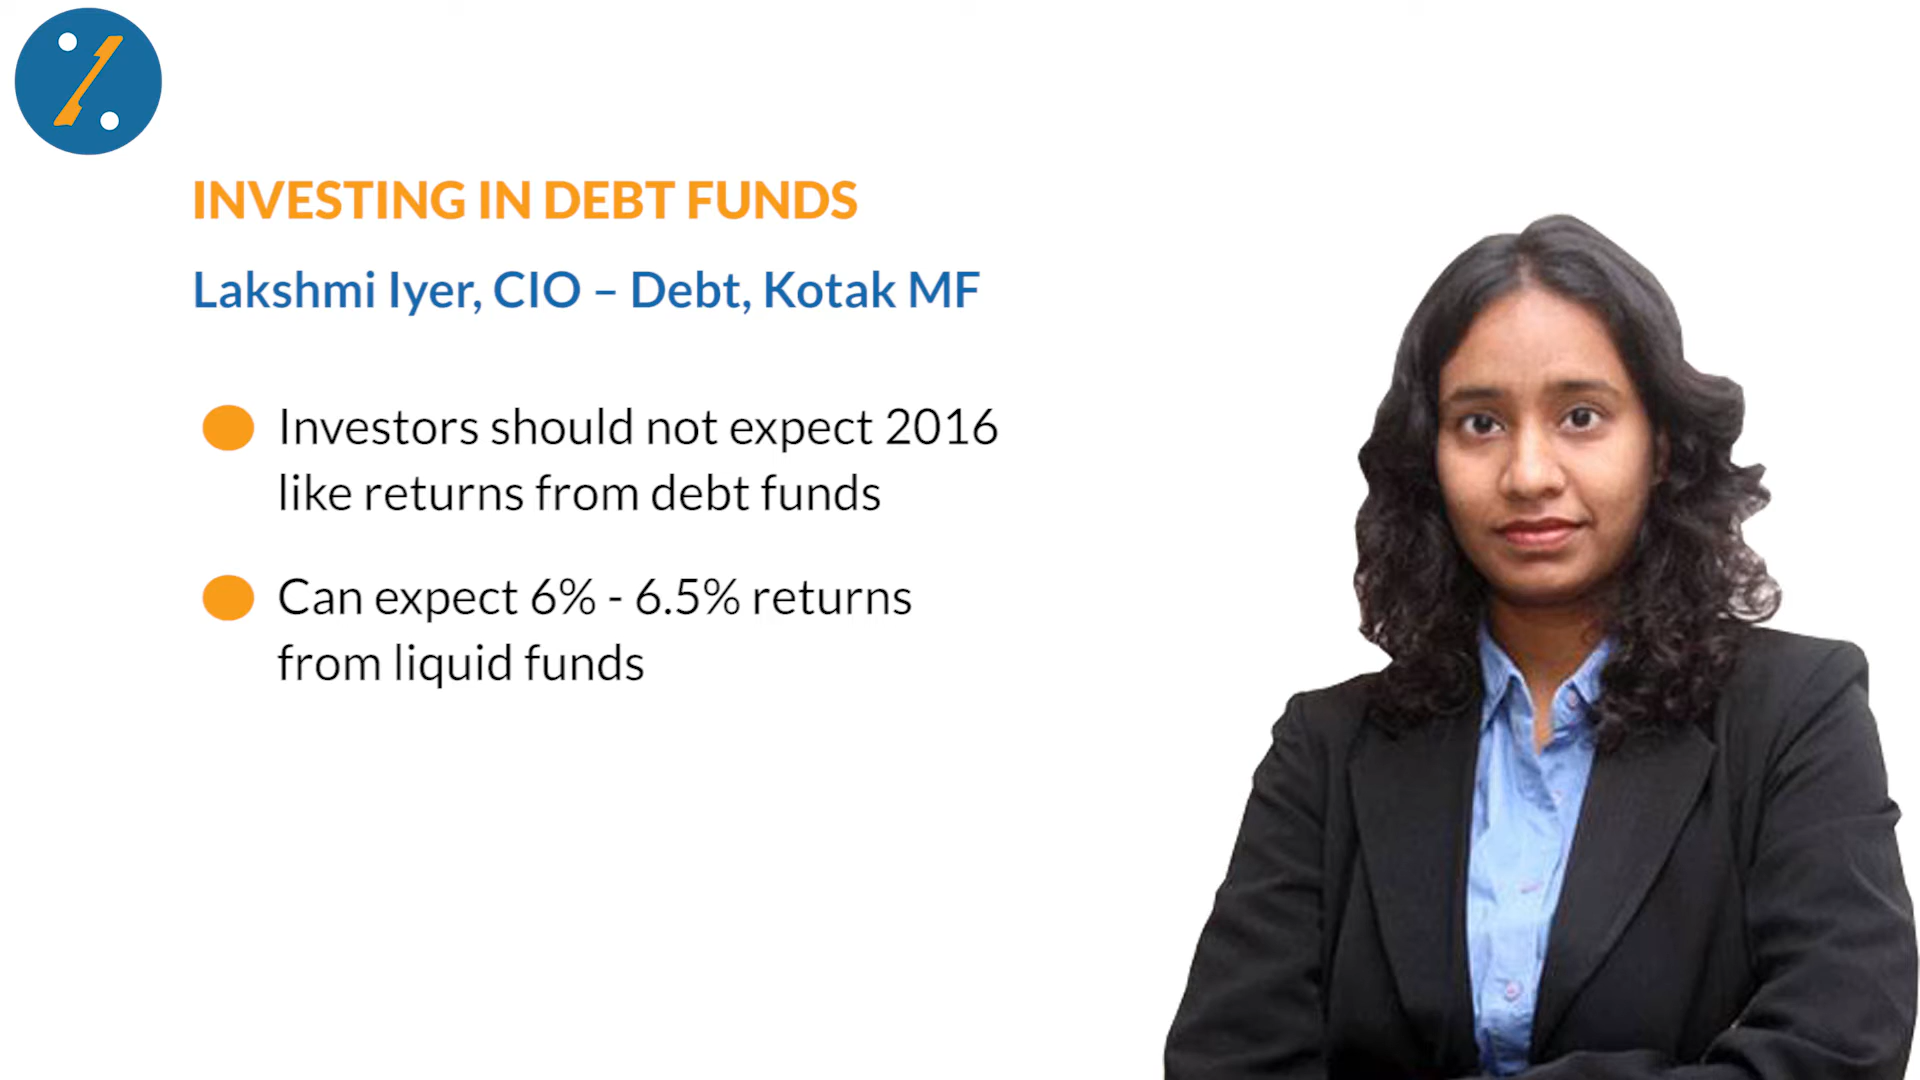 INVESTING IN DEBT FUNDS
Lakshmi Iyer, CIO – Debt, Kotak MF
Investors should not expect 2016
like returns from debt funds
Can expect 6% - 6.5% returns
from liquid funds